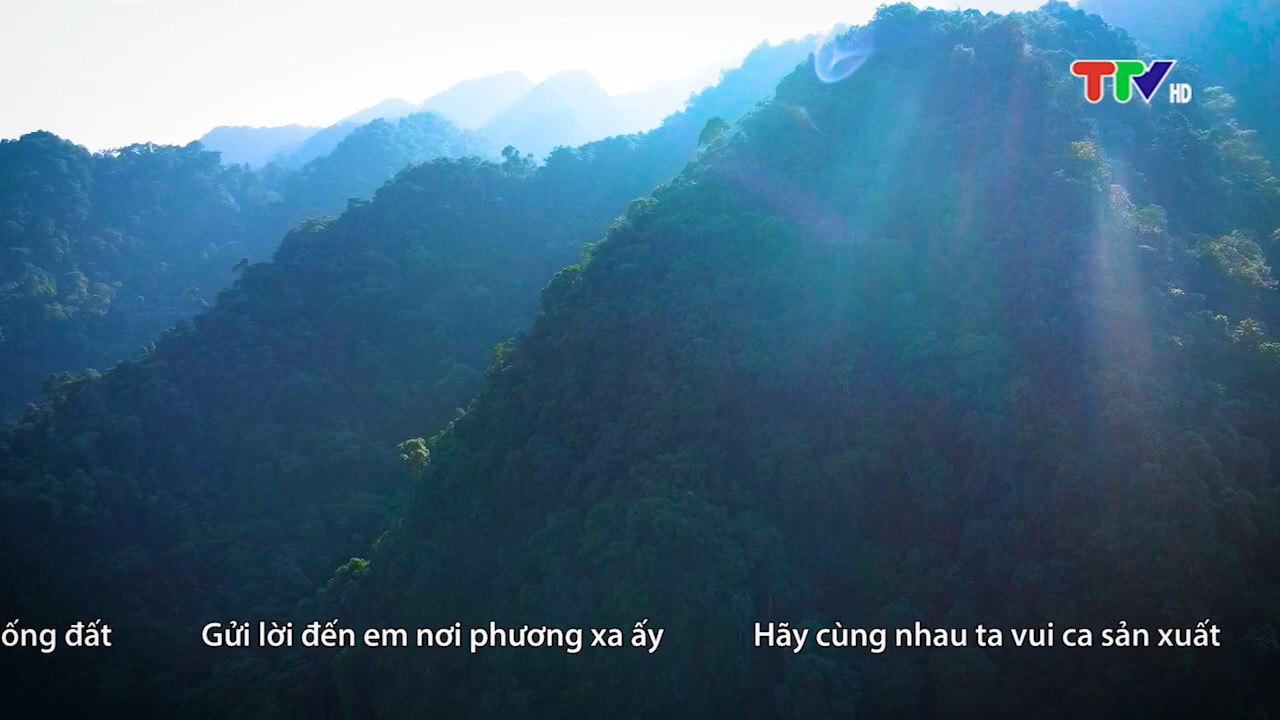 TTV HD
ống đất Gửi lời đến em nơi phương xa ấy Hãy cùng nhau ta vui ca sản xuất